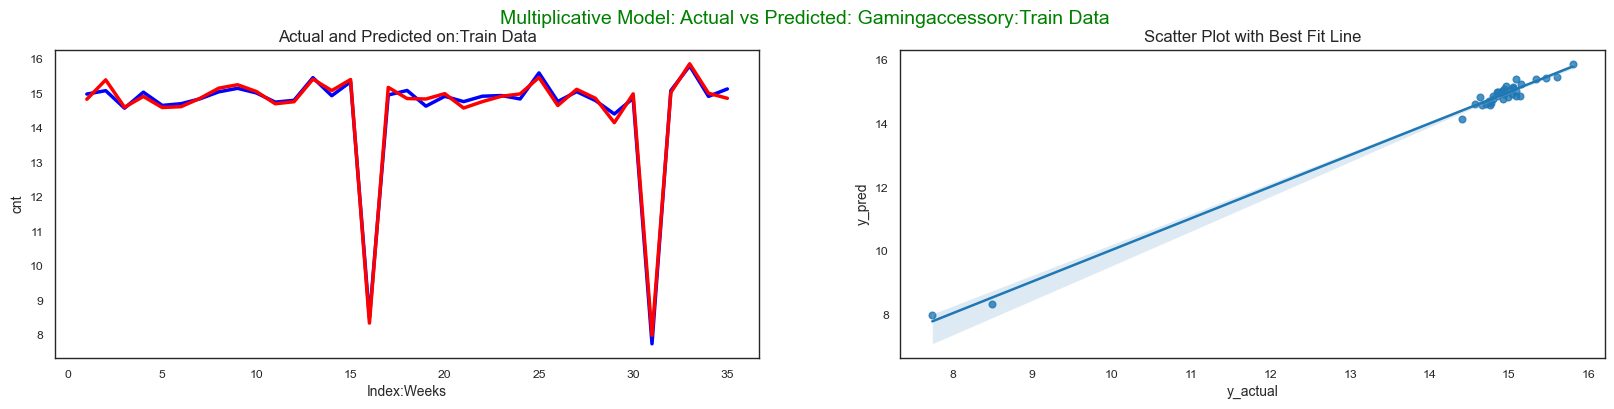 Multiplicative Model: Actual vs Predicted: Gamingaccessory:Train Data
Actual and Predicted on:Train Data
16
15
14
13
12
11
10
9
8
cnt
0 5 10 15 20 25 30 35
Index:Weeks
Scatter Plot with Best Fit Line
16
14
12
10
8
y_pred
8 9 10 11 12 13 14 15 16
y_actual